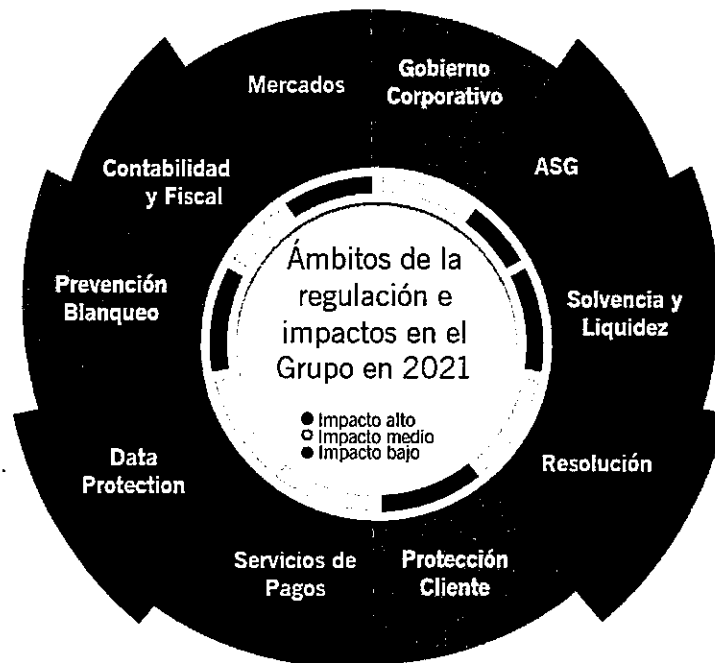 Mercados
Gobierno
Corporativo
ASG
Solvencia y
Liquidez
Resolución
Protección
Cliente
Servicios de
Pagos
Data
Protection
Prevención
Blanqueo
Contabilidad
y Fiscal
Ámbitos de la
regulación e
impactos en el
Grupo en 2021
Impacto alto
Impacto medio
Impacto bajo